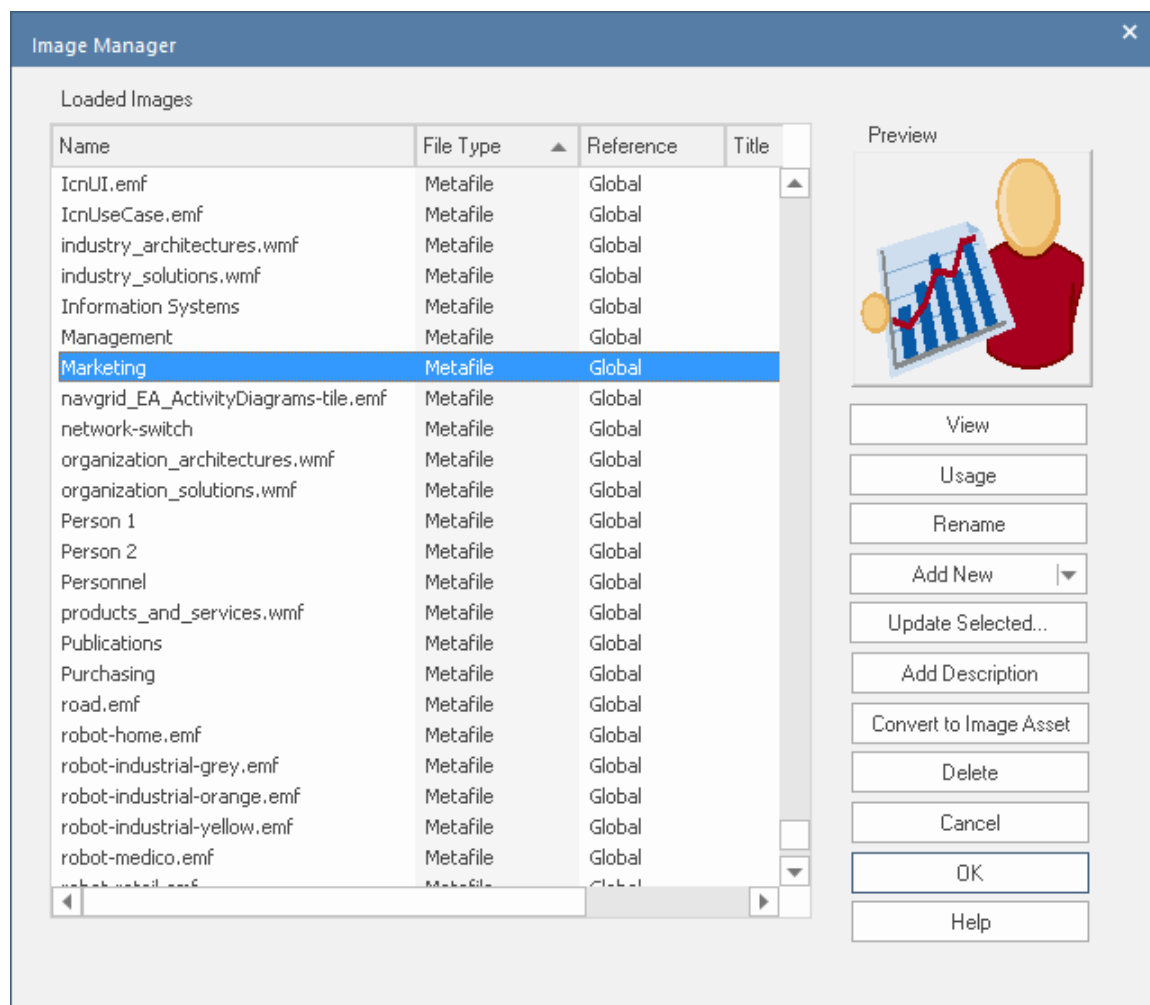 Image Manager
Loaded Images
Name File Type Reference Title
IcnUI.emf Metafile Global
IcnUseCase.emf Metafile Global
industry_architectures.wmf Metafile Global
industry_solutions.wmf Metafile Global
Information Systems Metafile Global
Management Metafile Global
Marketing Metafile Global
navgrid_EA_ActivityDiagrams-tile.emf Metafile Global
network-switch Metafile Global
organization_architectures.wmf Metafile Global
organization_solutions.wmf Metafile Global
Person 1 Metafile Global
Person 2 Metafile Global
Personnel Metafile Global
products_and_services.wmf Metafile Global
Publications Metafile Global
Purchasing Metafile Global
road.emf Metafile Global
robot-home.emf Metafile Global
robot-industrial-grey.emf Metafile Global
robot-industrial-orange.emf Metafile Global
robot-industrial-yellow.emf Metafile Global
robot-medico.emf Metafile Global
robot-retail.emf Metafile Global
Preview
View
Usage
Rename
Add New
Update Selected...
Add Description
Convert to Image Asset
Delete
Cancel
OK
Help